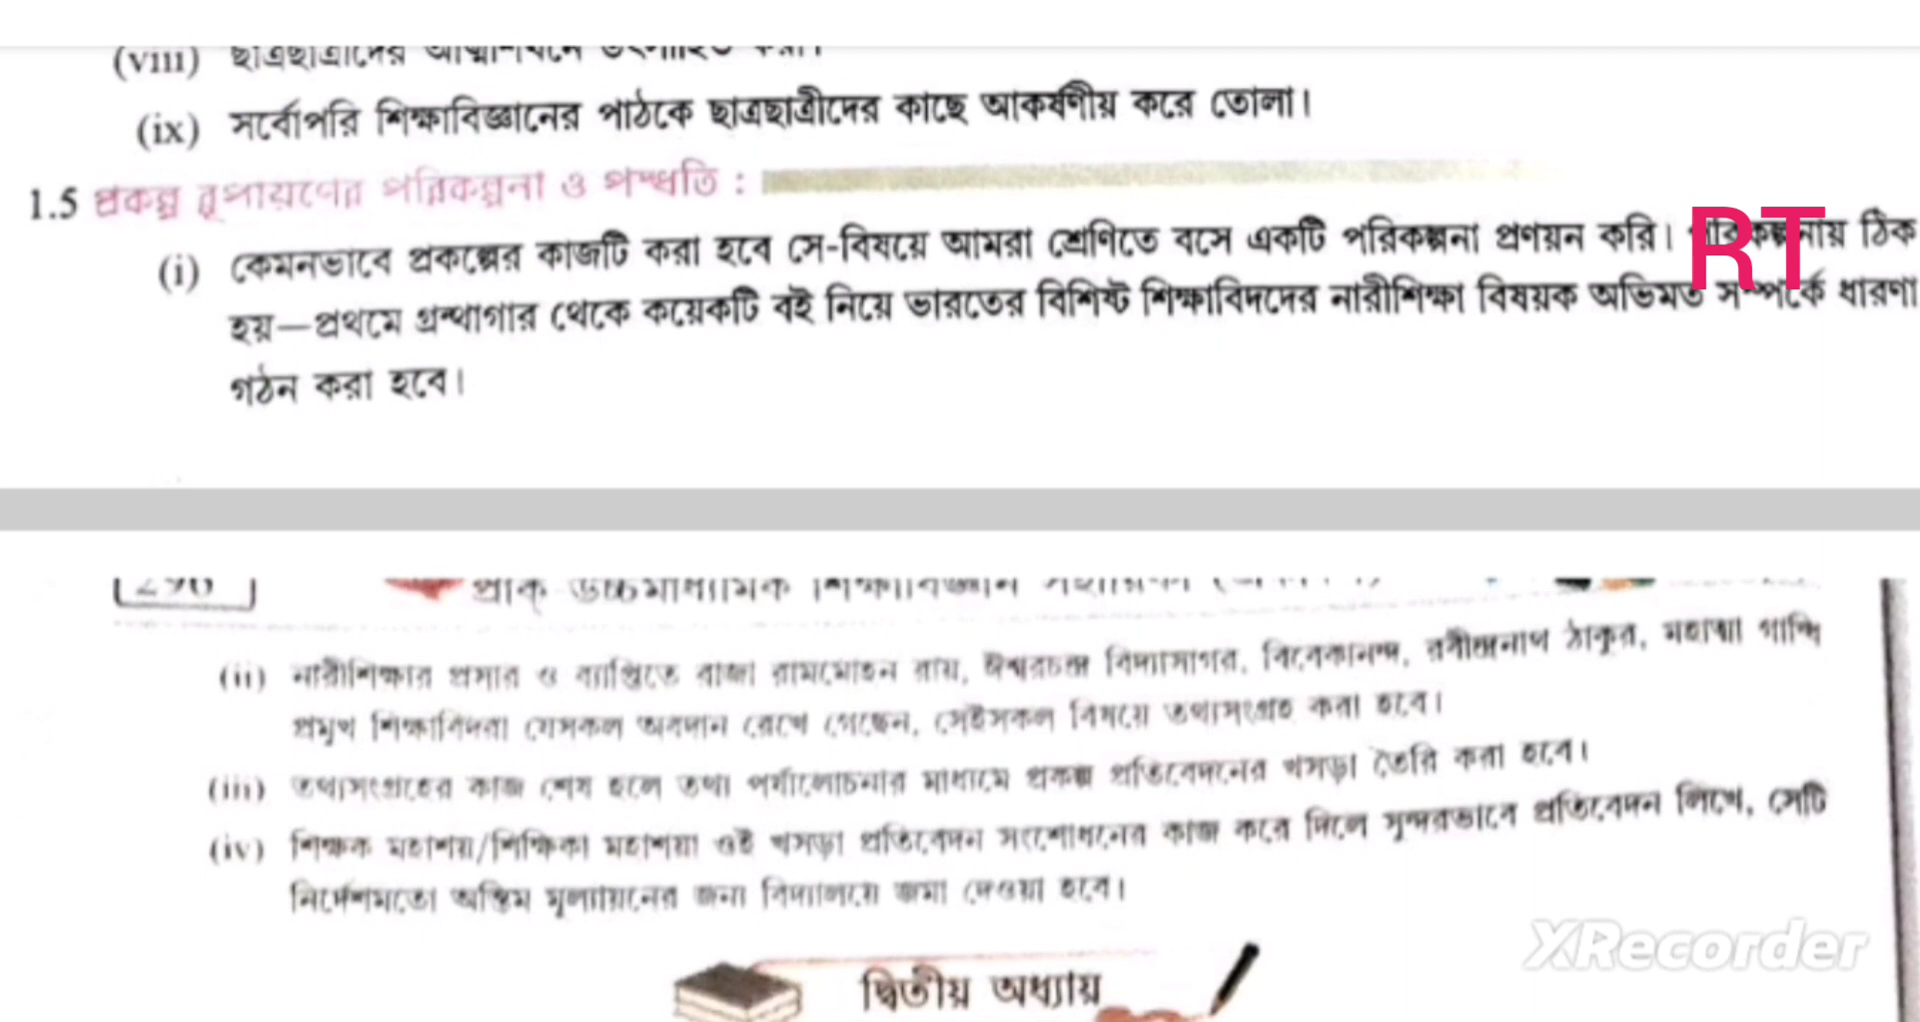 (viii) ছাত্রছাত্রীদের
(ix) সর্বোপরি শিক্ষাবিজ্ঞানের পাঠকে ছাত্রছাত্রীদের কাছে আকর্ষণীয় করে তোলা।
1.5 প্রকল্প রূপায়ণের পরিকল্পনা ও পদ্ধতি :
(i) কেমনভাবে প্রকল্পের কাজটি করা হবে সে-বিষয়ে আমরা শ্রেণিতে বসে একটি পরিকল্পনা প্রণয়ন করি। পরিকল্পনায় ঠিক
RT
হয়—প্রথমে গ্রন্থাগার থেকে কয়েকটি বই নিয়ে ভারতের বিশিষ্ট শিক্ষাবিদদের নারীশিক্ষা বিষয়ক অভিমত সম্পর্কে ধারণা
গঠন করা হবে।
প্রাক্ উচ্চমাধ্যমিক শিক্ষাবিজ্ঞান
(ii) নারীশিক্ষার প্রসার ও ব্যাপ্তিতে রাজা রামমোহন রায়, ঈশ্বরচন্দ্র বিদ্যাসাগর, বিবেকানন্দ, রবীন্দ্রনাথ ঠাকুর, মহাত্মা গান্ধি
প্রমুখ শিক্ষাবিদরা যেসকল অবদান রেখে গেছেন, সেইসকল বিষয়ে তথ্যসংগ্রহ করা হবে।
(iii) তথ্যসংগ্রহের কাজ শেষ হলে তথ্য পর্যালোচনার মাধ্যমে প্রকল্প প্রতিবেদনের খসড়া তৈরি করা হবে।
(iv) শিক্ষক মহাশয়/শিক্ষিকা মহাশয়া ওই খসড়া প্রতিবেদন সংশোধনের কাজ করে দিলে সুন্দরভাবে প্রতিবেদন লিখে, সেটি
নির্দেশমতো অন্তিম মূল্যায়নের জন্য বিদ্যালয়ে জমা দেওয়া হবে।
XRecorder
দ্বিতীয় অধ্যায়